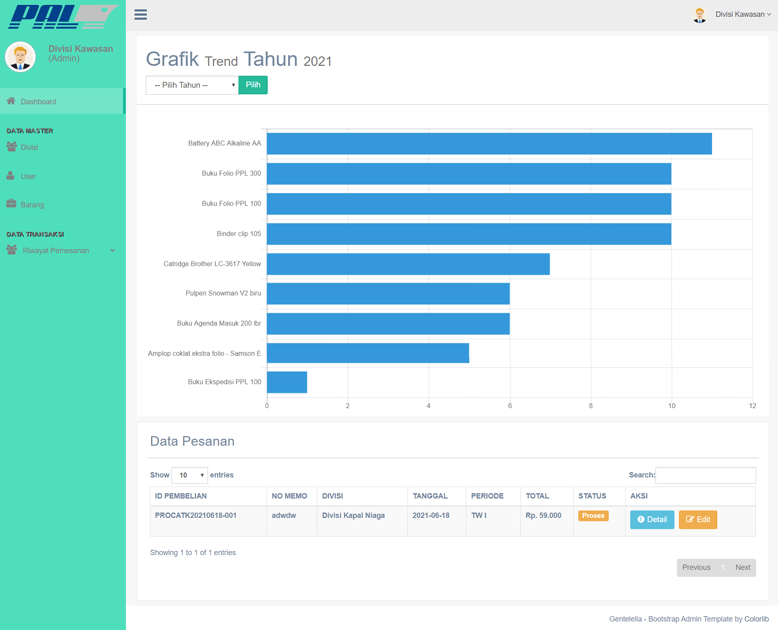 PAL
Divisi Kawasan
Divisi Kawasan
(Admin)
Dashboard
DATA MASTER
Divisi
User
Barang
DATA TRANSAKSI
Riwayat Pemesanan
Grafik Trend Tahun 2021
-- Pilih Tahun --
Pilih
Battery ABC Alkaline AA
Buku Folio PPL 300
Buku Folio PPL 100
Binder clip 105
Catridge Brother LC-3617 Yellow
Pulpen Snowman V2 biru
Buku Agenda Masuk 200 lbr
Amplop coklat ekstra folio - Samson E
Buku Ekspedisi PPL 100
0 2 4 6 8 10 12
Data Pesanan
Show 10 entries
Search:
ID PEMBELIAN NO MEMO DIVISI TANGGAL PERIODE TOTAL STATUS AKSI
PROCATK20210618-001 adwdw Divisi Kapal Niaga 2021-06-18 TW I Rp. 59.000 Proses Detail Edit
Showing 1 to 1 of 1 entries
Previous 1 Next
Gentelella - Bootstrap Admin Template by Colorlib